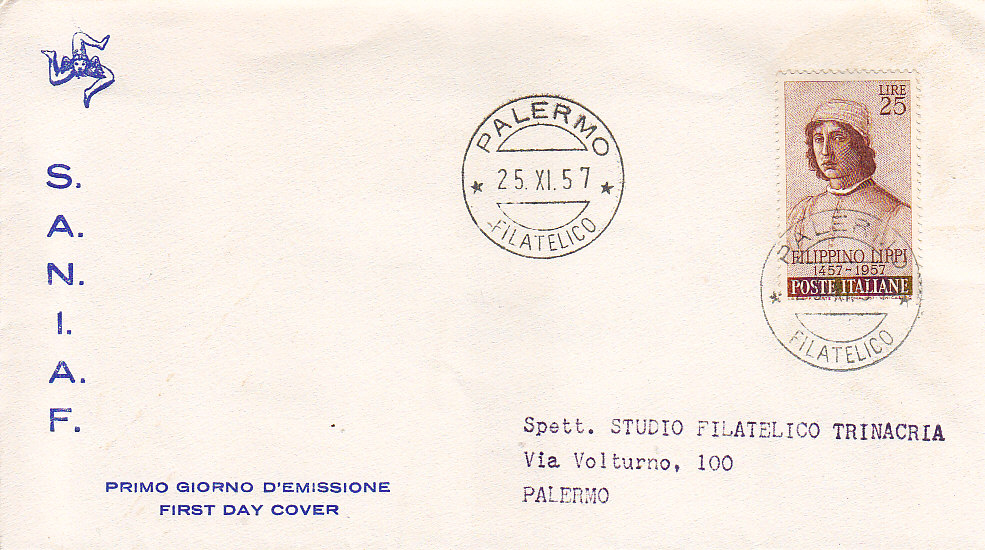 S.
A.
N.
I.
A.
F.
PRIMO GIORNO D'EMISSIONE
FIRST DAY COVER
PALERMO
25.XI.57
FILATELICO
LIRE
25
FILIPPINO LIPPI
1457-1957
POSTE ITALIANE
PALERMO
FILATELICO
Spett. STUDIO FILATELICO TRINACRIA
Via Volturno, 100
PALERMO